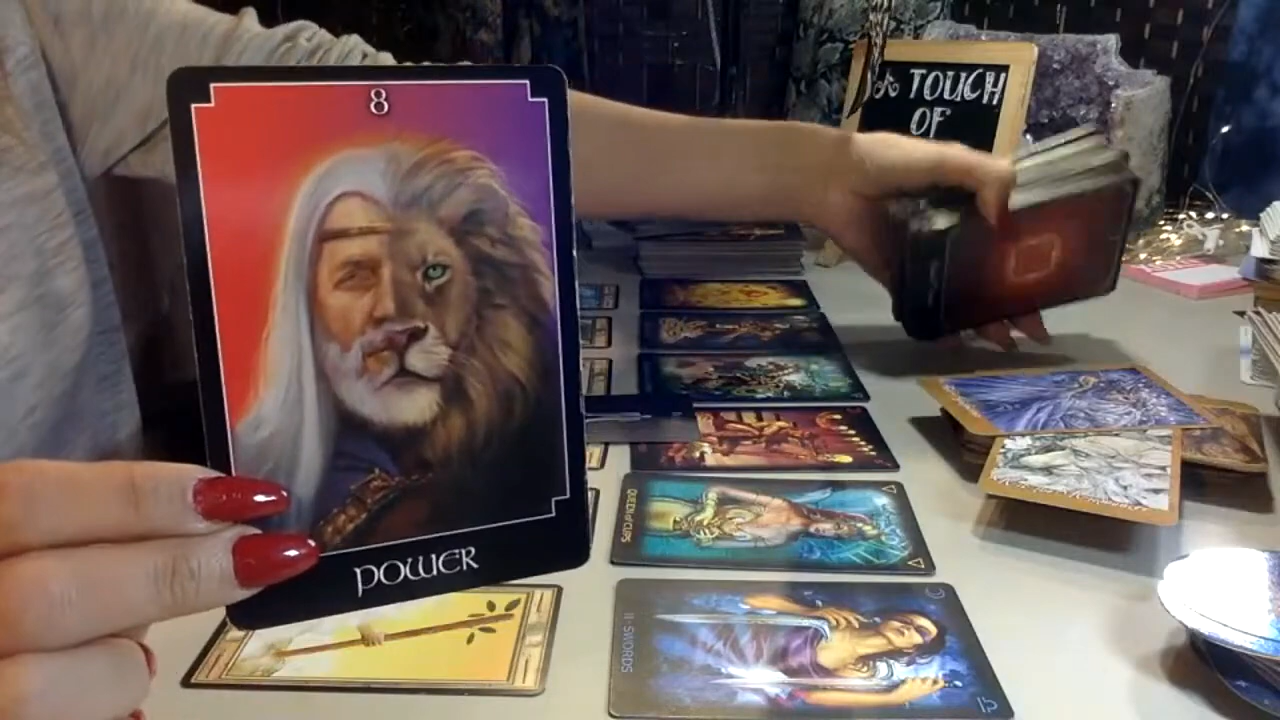 8
POWER
A TOUCH
OF
QUEEN of CUPS
II-SWORDS